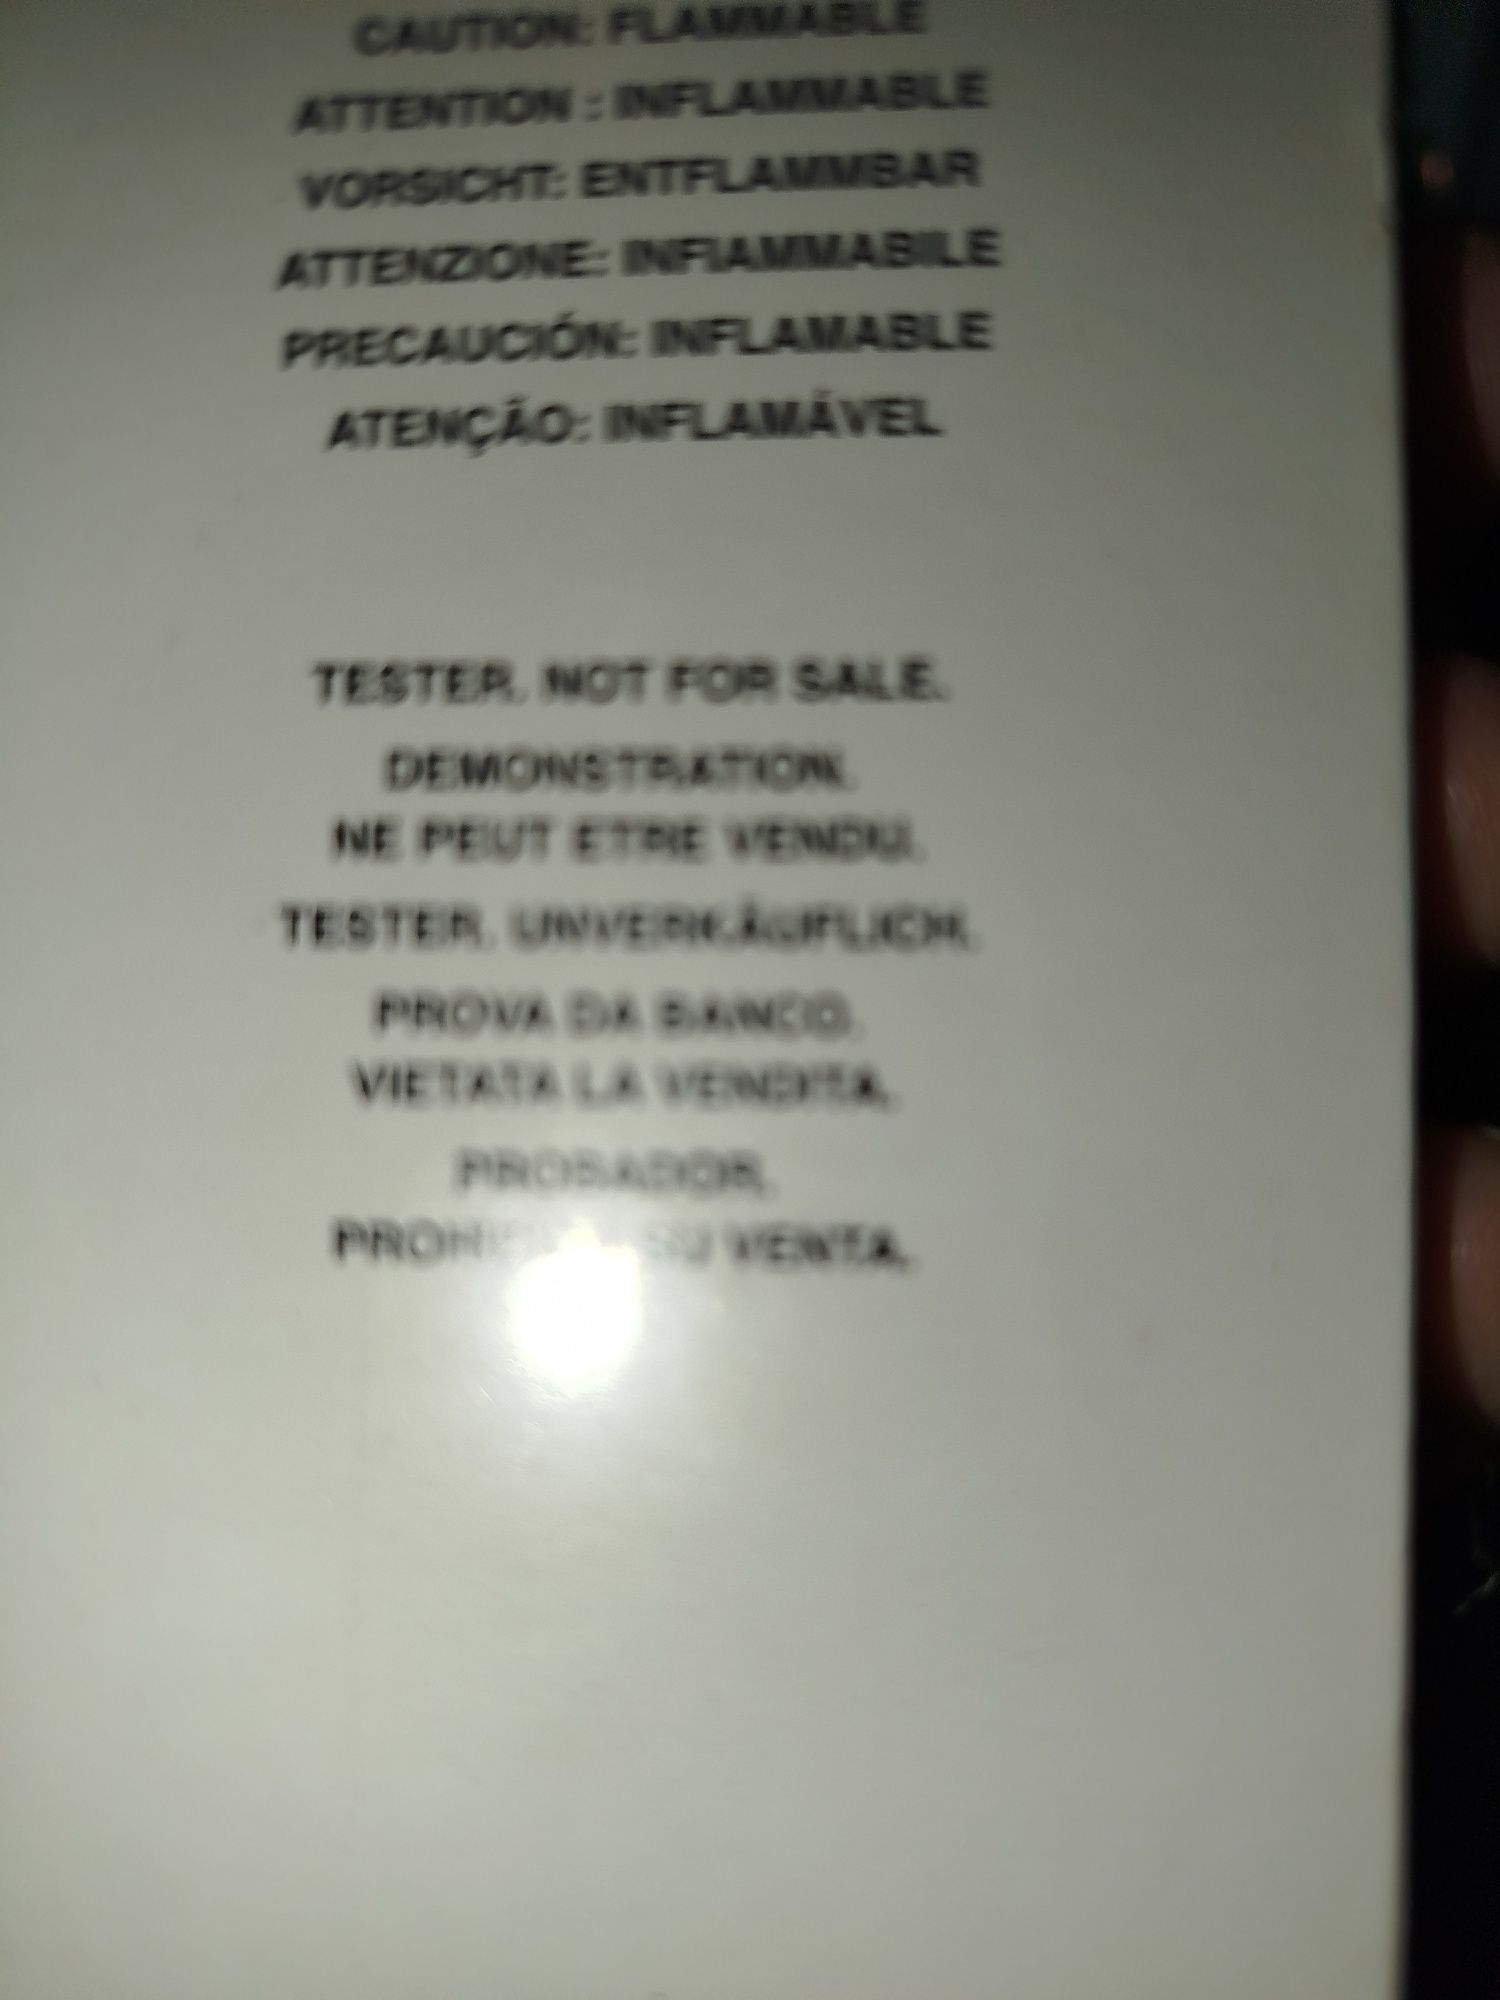 CAUTION: FLAMMABLE
ATTENTION : INFLAMMABLE
VORSICHT: ENTFLAMMBAR
ATTENZIONE: INFIAMMABILE
PRECAUCIÓN: INFLAMABLE
ATENÇÃO: INFLAMÁVEL
TESTER. NOT FOR SALE.
DEMONSTRATION.
NE PEUT ETRE VENDU.
TESTER. UNVERKÄUFLICH.
PROVA DA BANCO.
VIETATA LA VENDITA.
PROBADOR.
SU VENTA.